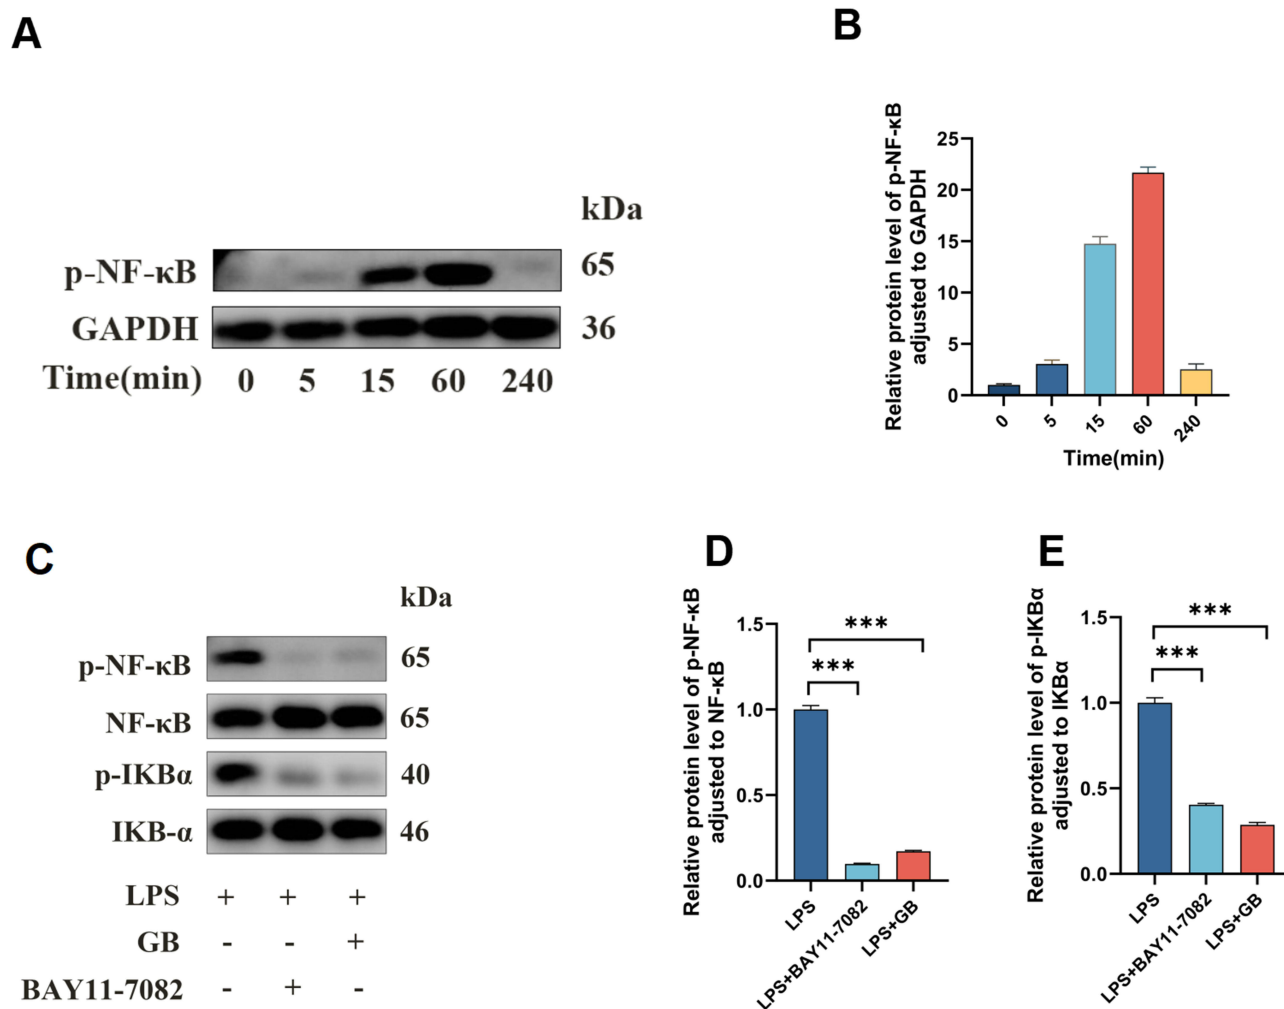 A
kDa
p-NF-κB 65
GAPDH 36
Time(min) 0 5 15 60 240
B
Relative protein level of p-NF-κB
adjusted to GAPDH
25
20
15
10
5
0
0 5 15 60 240
Time(min)
C
kDa
p-NF-κB 65
NF-κB 65
p-IKBα 40
IKB-α 46
LPS + + +
GB - - +
BAY11-7082 - + -
D
Relative protein level of p-NF-κB
adjusted to NF-κB
1.5
1.0
0.5
0.0
***
***
LPS
LPS+BAY11-7082
LPS+GB
E
Relative protein level of p-IKBα
adjusted to IKBα
1.5
1.0
0.5
0.0
***
***
LPS
LPS+BAY11-7082
LPS+GB